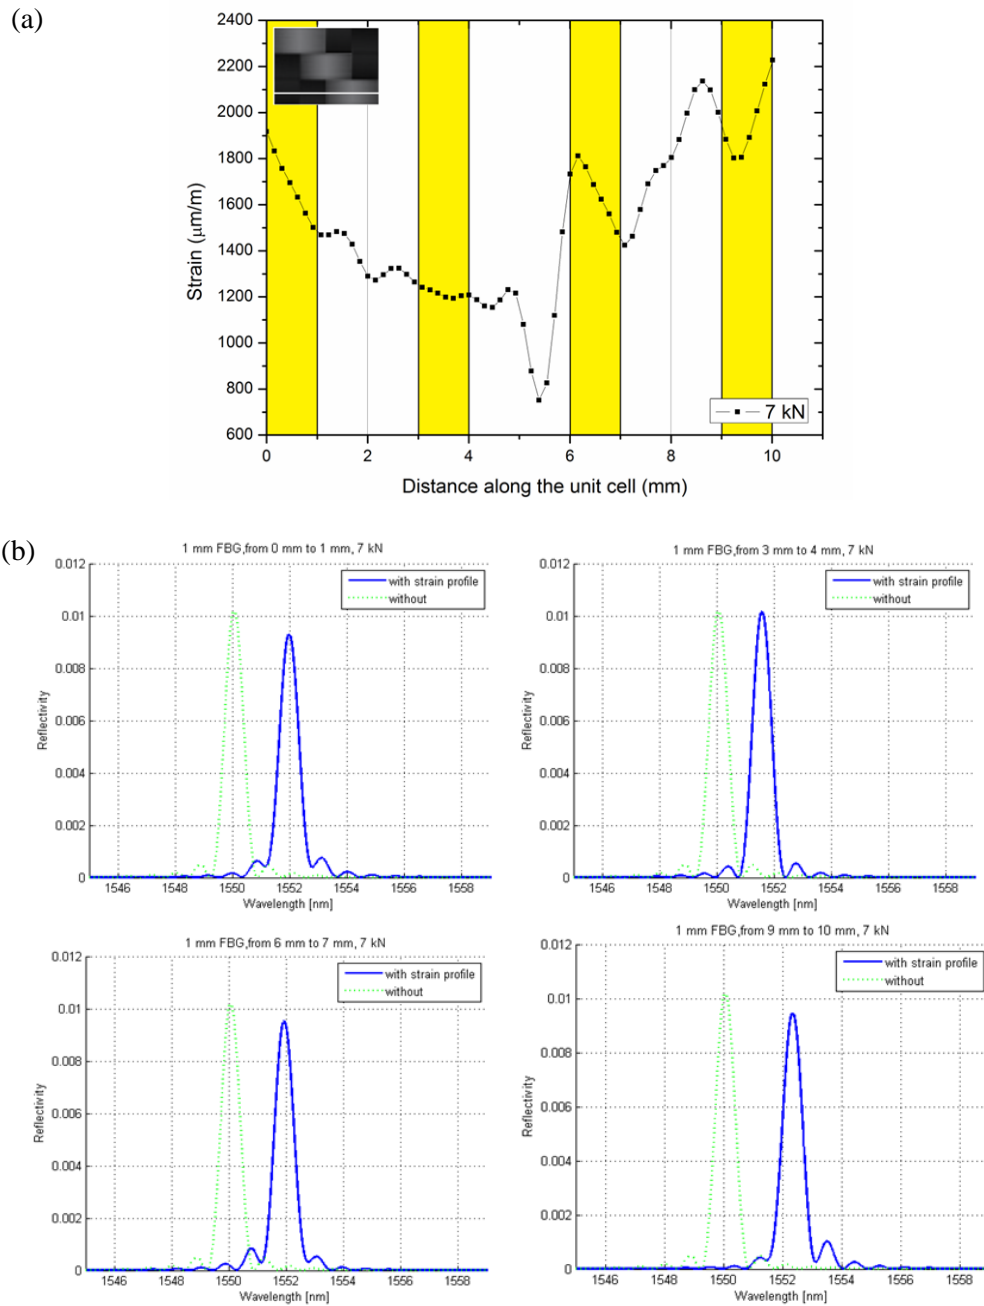 (a)
2400
2200
2000
1800
1600
1400
1200
1000
800
600
Strain (μm/m)
7 kN
0 2 4 6 8 10
Distance along the unit cell (mm)
(b)
1 mm FBG,from 0 mm to 1 mm, 7 kN
0.012
0.01
0.008
0.006
0.004
0.002
0
Reflectivity
with strain profile
without
1546 1548 1550 1552 1554 1556 1558
Wavelength [nm]
1 mm FBG,from 3 mm to 4 mm, 7 kN
0.012
0.01
0.008
0.006
0.004
0.002
0
Reflectivity
with strain profile
without
1546 1548 1550 1552 1554 1556 1558
Wavelength [nm]
1 mm FBG,from 6 mm to 7 mm, 7 kN
0.012
0.01
0.008
0.006
0.004
0.002
0
Reflectivity
with strain profile
without
1546 1548 1550 1552 1554 1556 1558
Wavelength [nm]
1 mm FBG,from 9 mm to 10 mm, 7 kN
0.012
0.01
0.008
0.006
0.004
0.002
0
Reflectivity
with strain profile
without
1546 1548 1550 1552 1554 1556 1558
Wavelength [nm]